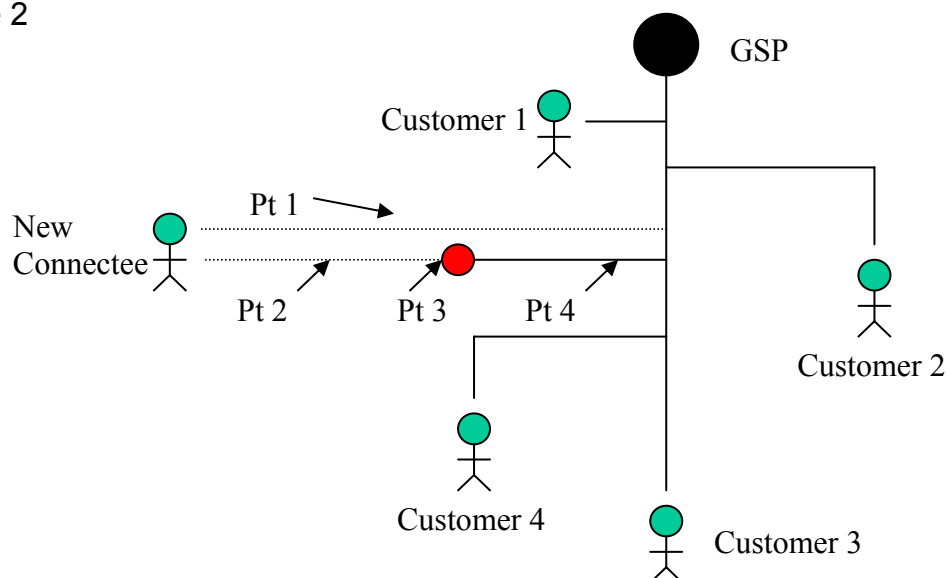 2
GSP
Customer 1
Pt 1
New
Connectee
Pt 2
Pt 3
Pt 4
Customer 2
Customer 4
Customer 3